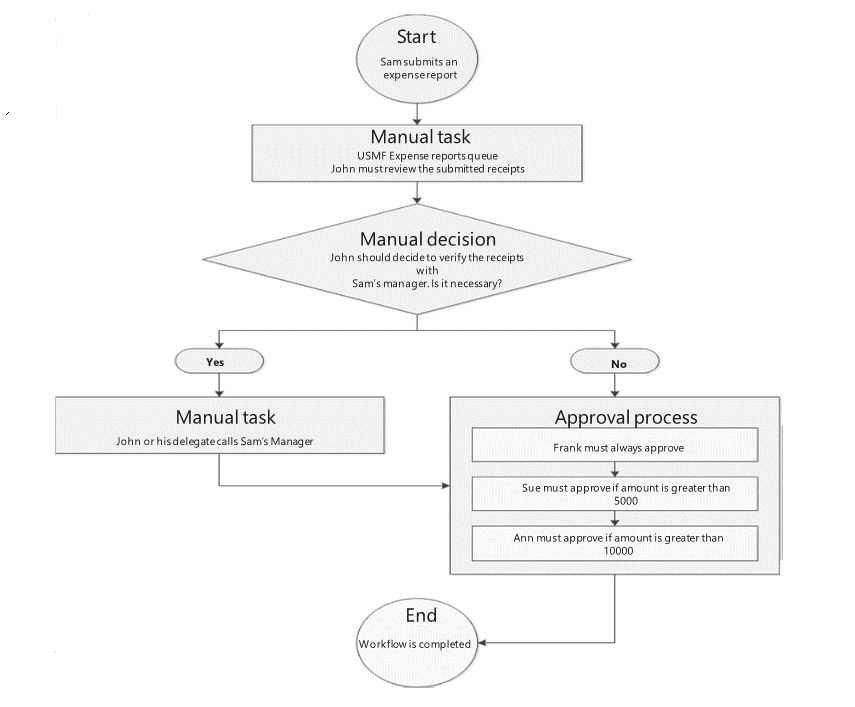 Start
Sam submits an
expense report
Manual task
USMF Expense reports queue
John must review the submitted receipts
Manual decision
John should decide to verify the receipts
with
Sam's manager. Is it necessary?
Yes
No
Manual task
John or his delegate calls Sam's Manager
Approval process
Frank must always approve
Sue must approve if amount is greater than
5000
Ann must approve if amount is greater than
10000
End
Workflow is completed